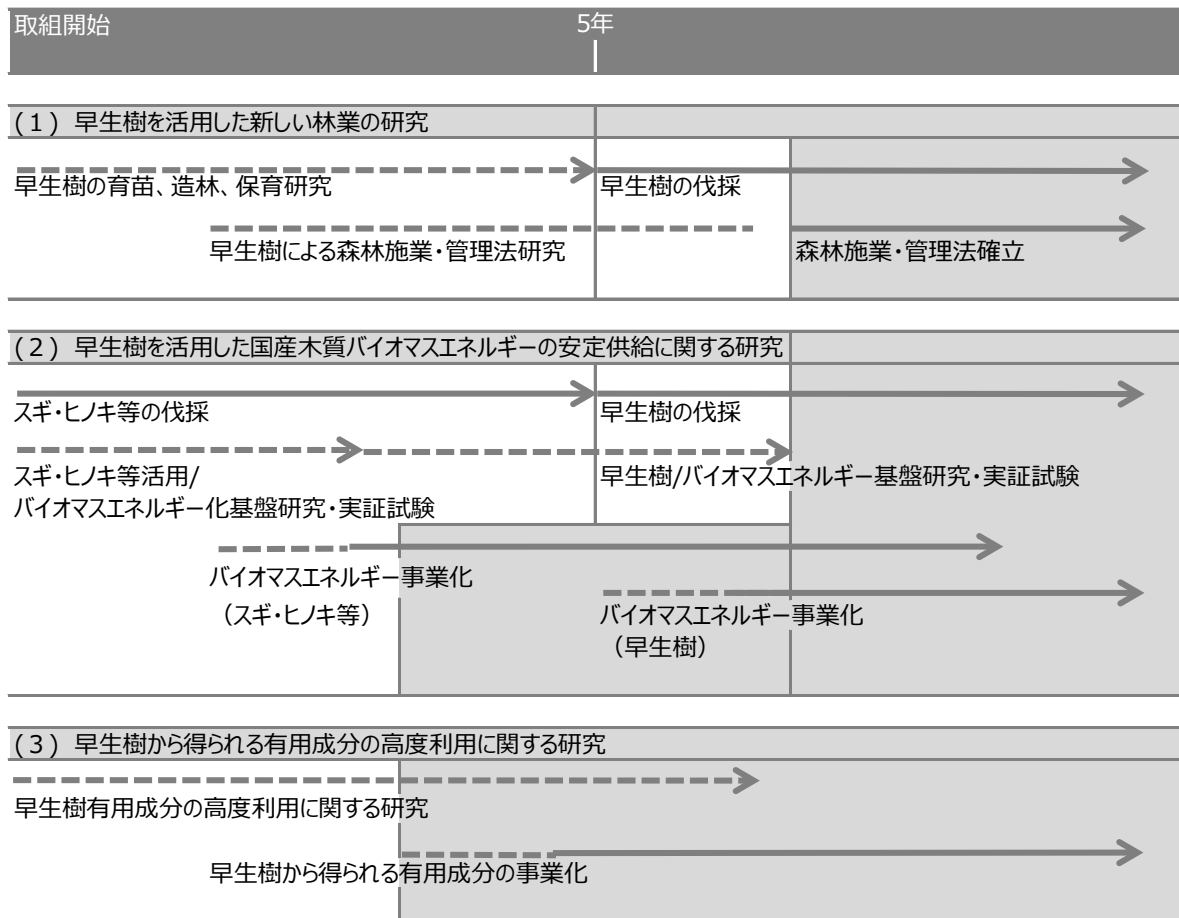 取組開始
5年
(1) 早生樹を活用した新しい林業の研究
早生樹の育苗、造林、保育研究
早生樹の伐採
早生樹による森林施業・管理法研究
森林施業・管理法確立
(2) 早生樹を活用した国産木質バイオマスエネルギーの安定供給に関する研究
スギ・ヒノキ等の伐採
早生樹の伐採
スギ・ヒノキ等活用/
バイオマスエネルギー化基盤研究・実証試験
早生樹/バイオマスエネルギー基盤研究・実証試験
バイオマスエネルギー事業化
(スギ・ヒノキ等)
バイオマスエネルギー事業化
(早生樹)
(3) 早生樹から得られる有用成分の高度利用に関する研究
早生樹有用成分の高度利用に関する研究
早生樹から得られる有用成分の事業化